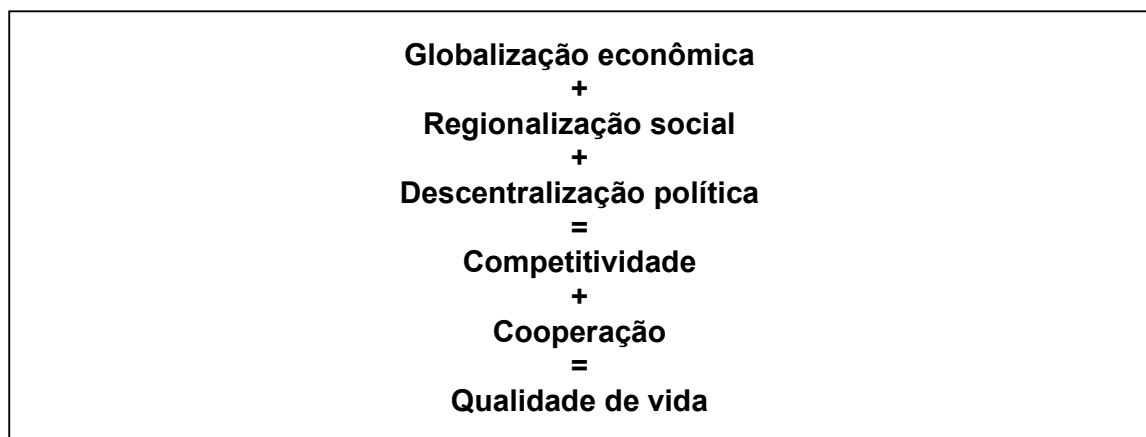 Globalização econômica
+
Regionalização social
+
Descentralização política
=
Competitividade
+
Cooperação
=
Qualidade de vida